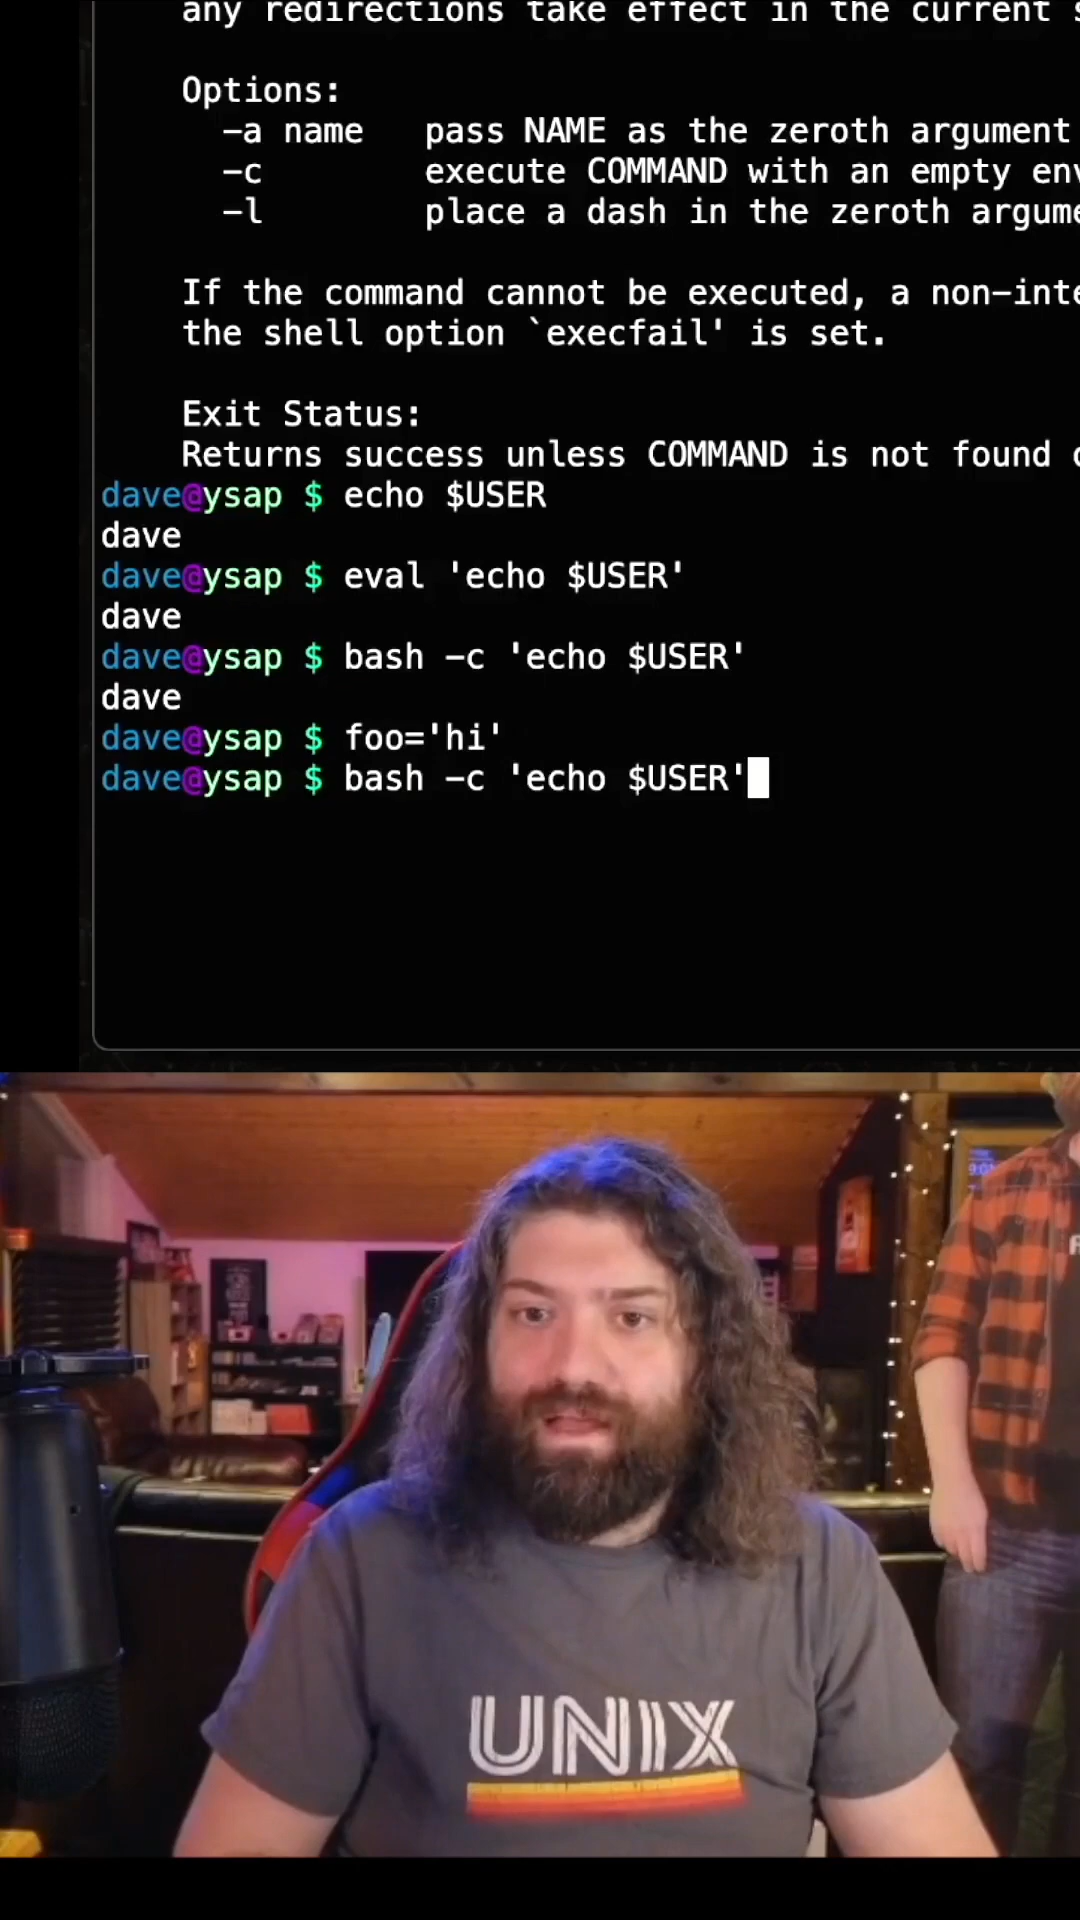 any redirections take effect in the current
Options:
-a name pass NAME as the zeroth argument
-c execute COMMAND with an empty
-l place a dash in the zeroth
If the command cannot be executed, a
the shell option `execfail' is set.
Exit Status:
Returns success unless COMMAND is not found
dave@ysap $ echo $USER
dave
dave@ysap $ eval 'echo $USER'
dave
dave@ysap $ bash -c 'echo $USER'
dave
dave@ysap $ foo='hi'
dave@ysap $ bash -c 'echo $USER'
UNIX